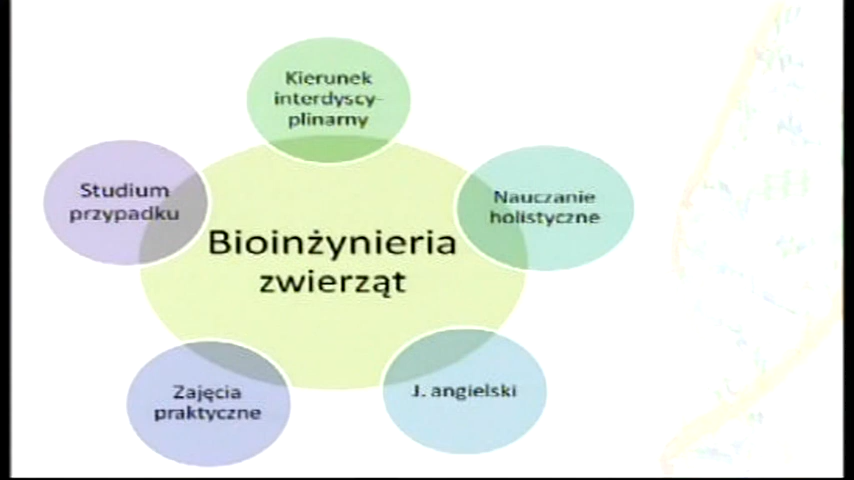 Kierunek
interdyscy-
plinarny
Studium
przypadku
Nauczanie
holistyczne
Bioinżynieria
zwierząt
Zajęcia
praktyczne
J. angielski